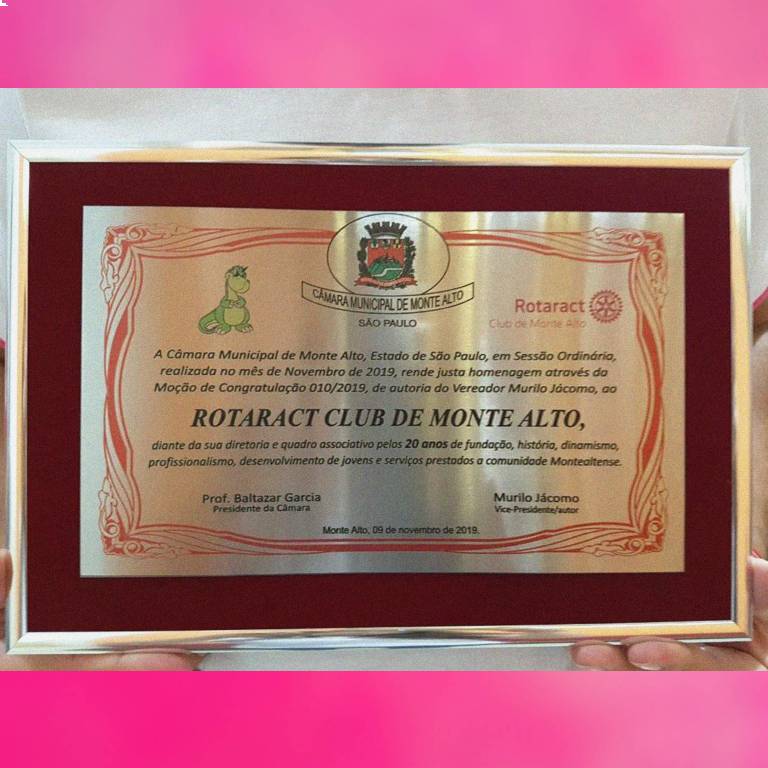 CÂMARA MUNICIPAL DE MONTE ALTO
SÃO PAULO
Rotaract
Club de Monte Alto
A Câmara Municipal de Monte Alto, Estado de São Paulo, em Sessão Ordinária,
realizada no mês de Novembro de 2019, rende justa homenagem através da
Moção de Congratulação 010/2019, de autoria do Vereador Murilo Jácomo, ao
ROTARACT CLUB DE MONTE ALTO,
diante da sua diretoria e quadro associativo pelos 20 anos de fundação, história, dinamismo,
profissionalismo, desenvolvimento de jovens e serviços prestados a comunidade Montealtense.
Prof. Baltazar Garcia
Presidente da Câmara
Murilo Jácomo
Vice-Presidente/autor
Monte Alto, 09 de novembro de 2019.